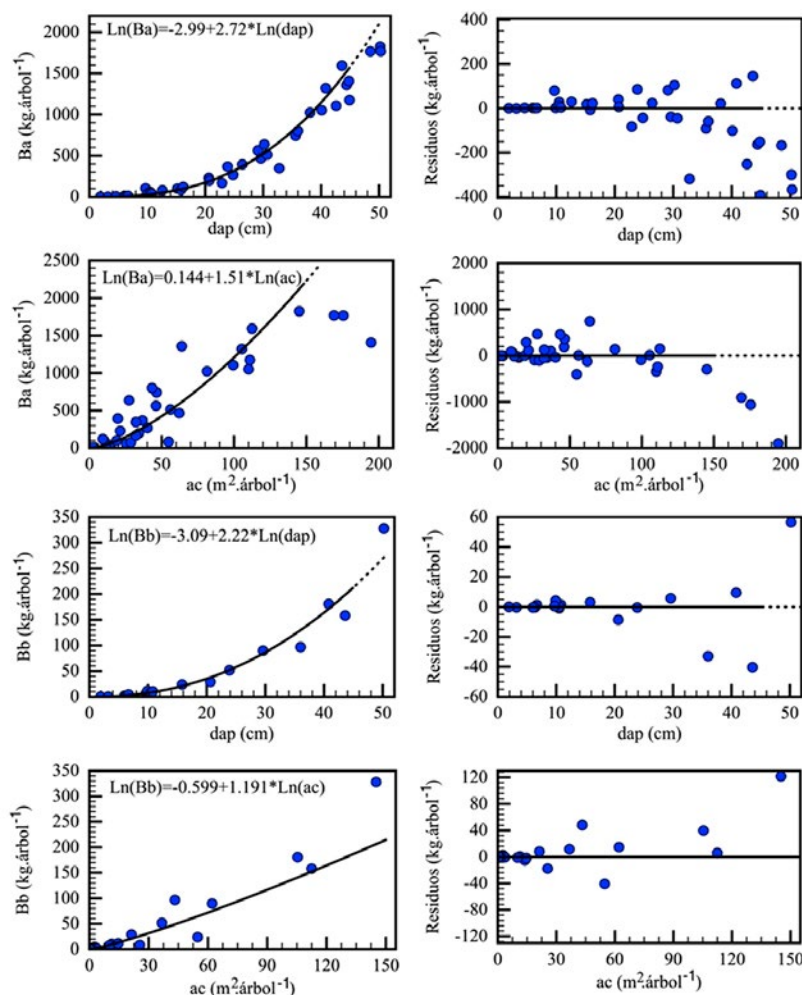 Ln(Ba)=-2.99+2.72*Ln(dap)
Ba (kg.árbol⁻¹)
2000
1500
1000
500
0
0 10 20 30 40 50
dap (cm)
Residuos (kg.árbol⁻¹)
400
200
0
-200
400
0 10 20 30 40 50
dap (cm)
Ln(Ba)=0.144+1.51*Ln(ac)
Ba (kg.árbol⁻¹)
2500
2000
1500
1000
500
0
0 50 100 150 200
ac (m².árbol⁻¹)
Residuos (kg.árbol⁻¹)
2000
1000
0
-1000
-2000
0 50 100 150 200
ac (m².árbol⁻¹)
Ln(Bb)=-3.09+2.22*Ln(dap)
Bb (kg.árbol⁻¹)
350
300
250
200
150
100
50
0
0 10 20 30 40 50
dap (cm)
Residuos (kg.árbol⁻¹)
60
40
20
0
-20
-40
60
0 10 20 30 40 50
dap (cm)
Ln(Bb)=-0.599+1.191*Ln(ac)
Bb (kg.árbol⁻¹)
350
300
250
200
150
100
50
0
0 30 60 90 120 150
ac (m².árbol⁻¹)
Residuos (kg.árbol⁻¹)
120
80
40
0
-40
-80
-120
0 30 60 90 120 150
ac (m².árbol⁻¹)